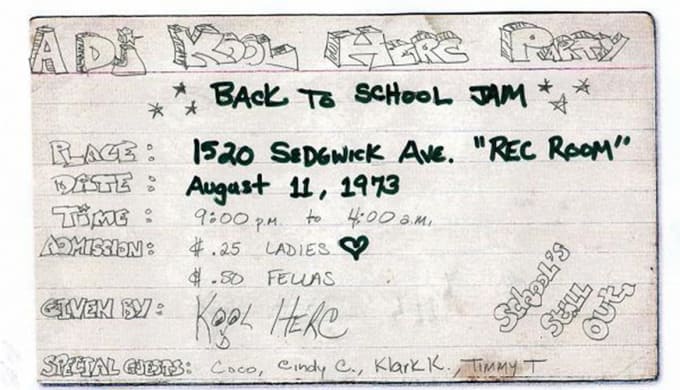 A DJ KOOL HERC PARTY
BACK TO SCHOOL JAM
PLACE: 1520 SEDGWICK AVE. "REC ROOM"
DATE: August 11, 1973
TIME: 9:00 p.m. to 4:00 a.m.
ADMISSION: $ .25 LADIES
$ .50 FELLAS
GIVEN BY: KOOL HERC
SPECIAL GUESTS: Coco, Cindy C., KlarkK., Timmy T
SCHOOL'S
STILL
OUT.